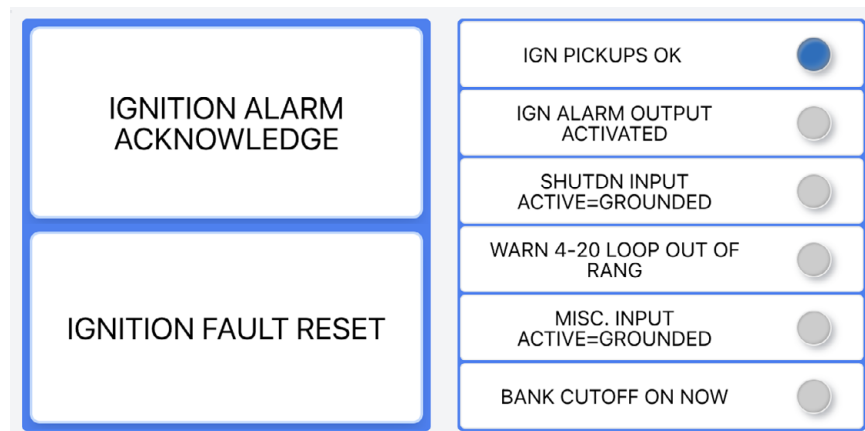 IGNITION ALARM
ACKNOWLEDGE
IGNITION FAULT RESET
IGN PICKUPS OK
IGN ALARM OUTPUT
ACTIVATED
SHUTDN INPUT
ACTIVE=GROUNDED
WARN 4-20 LOOP OUT OF
RANG
MISC. INPUT
ACTIVE=GROUNDED
BANK CUTOFF ON NOW